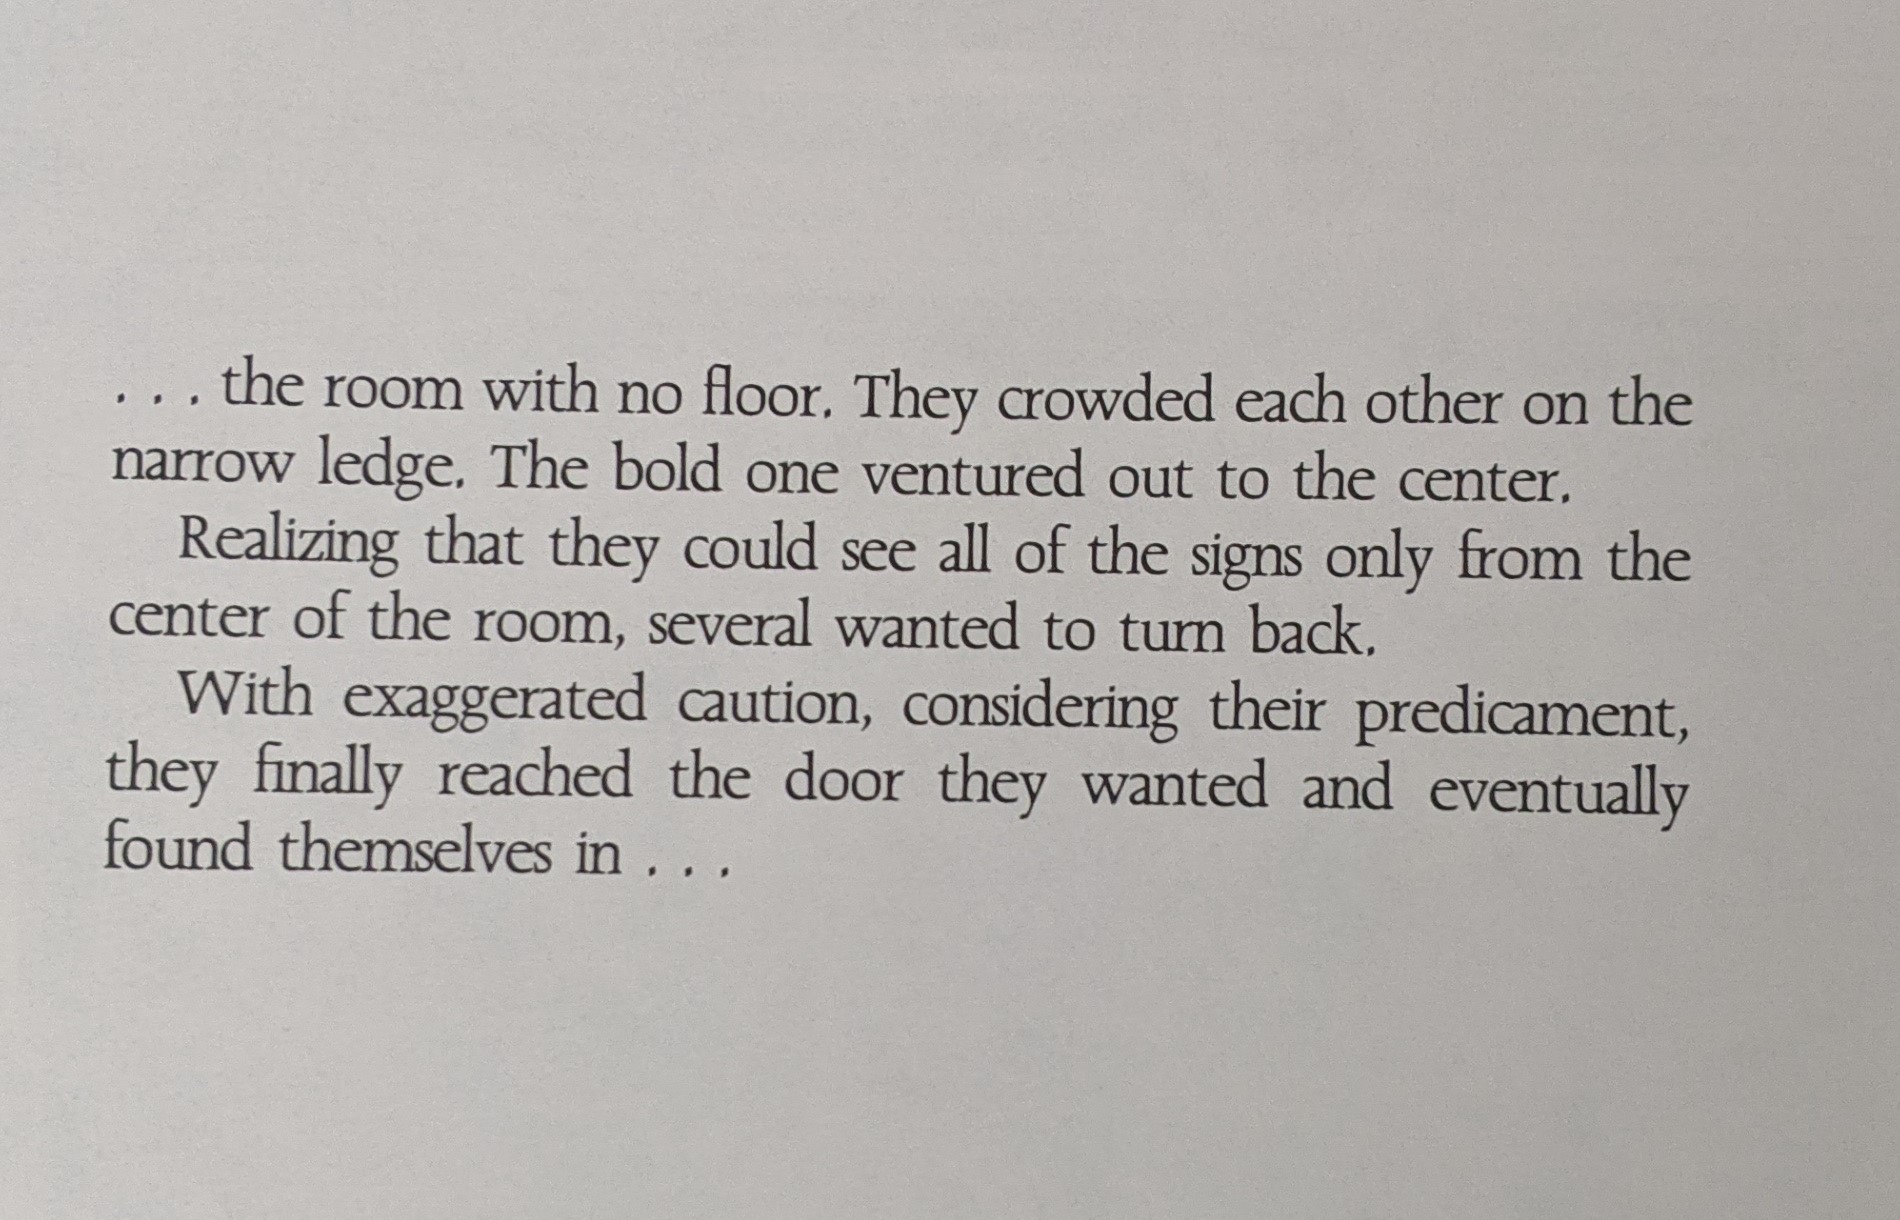 . . . the room with no floor. They crowded each other on the
narrow ledge. The bold one ventured out to the center.
Realizing that they could see all of the signs only from the
center of the room, several wanted to turn back.
With exaggerated caution, considering their predicament,
they finally reached the door they wanted and eventually
found themselves in . . .